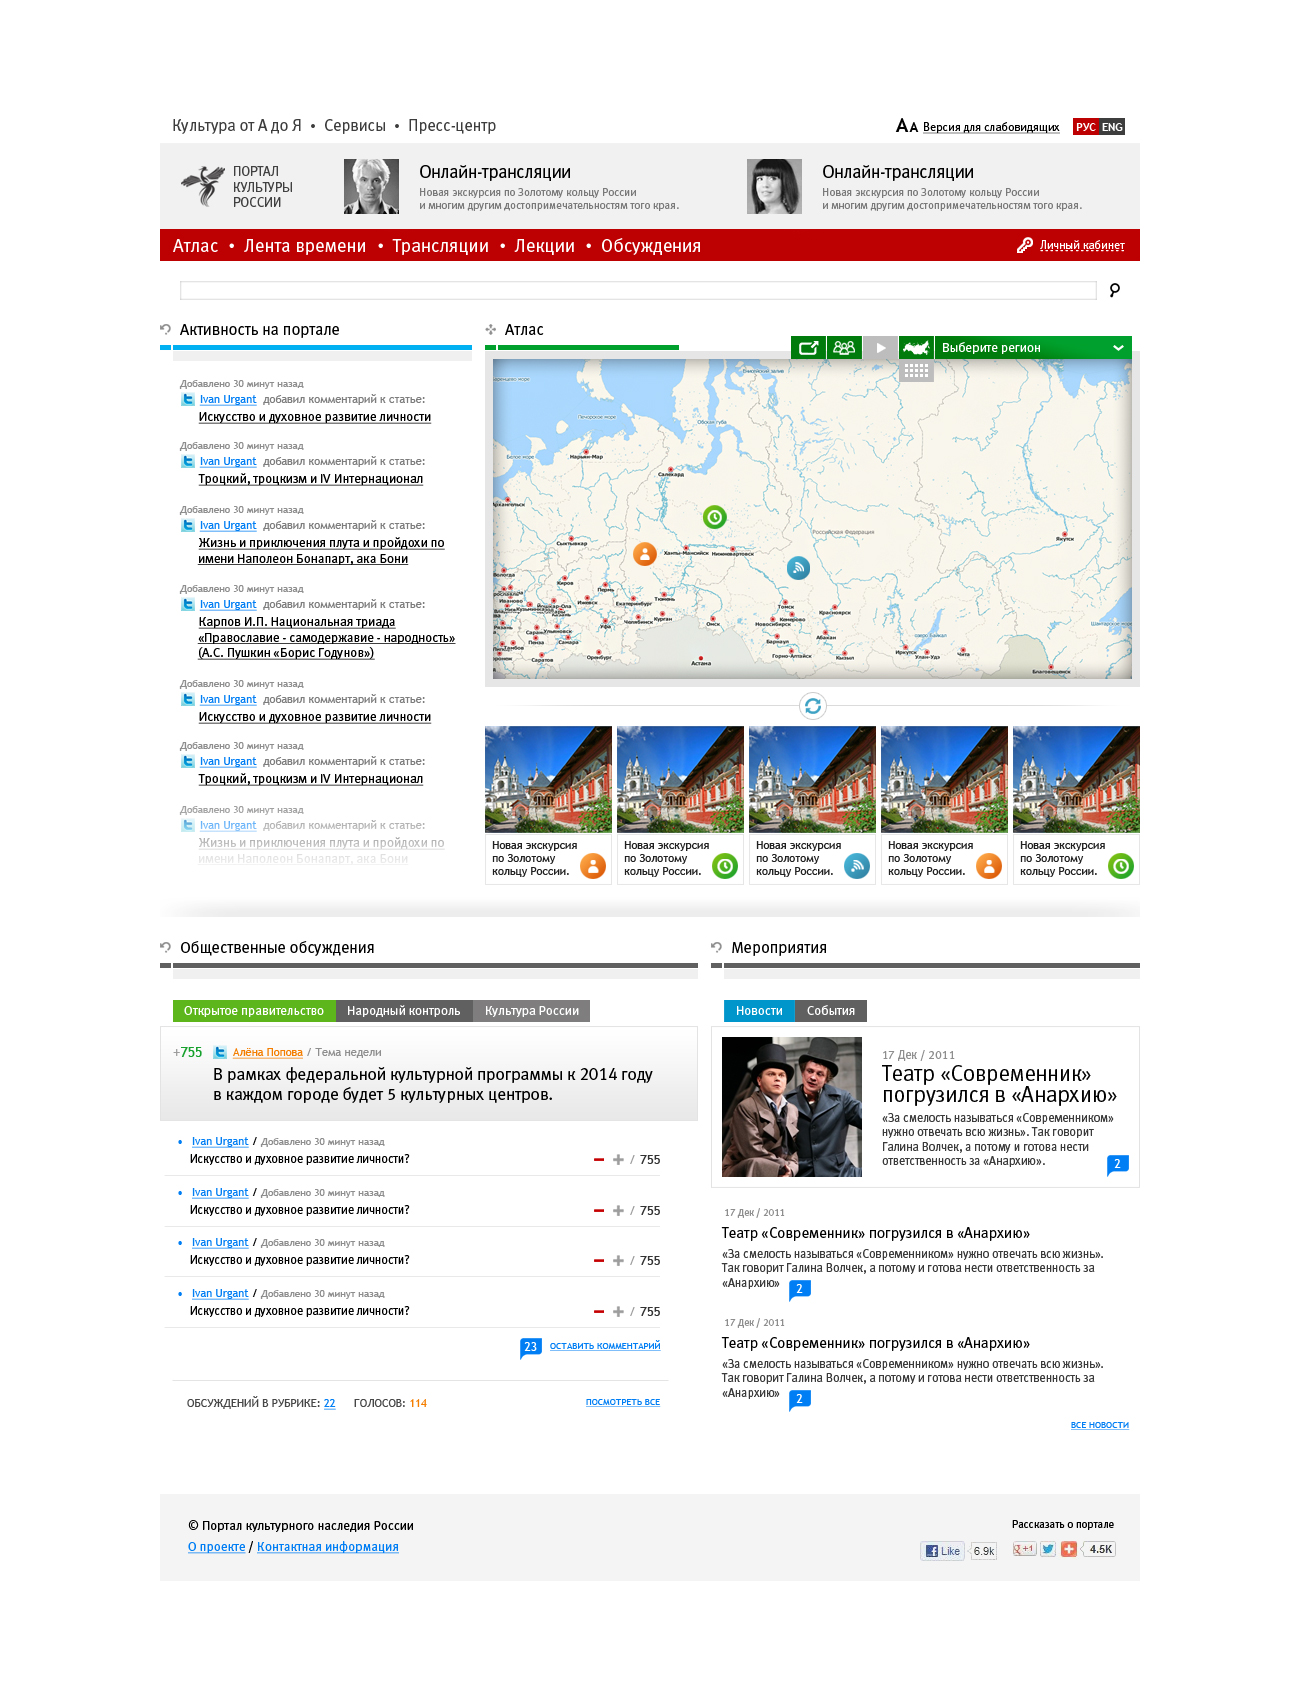 Культура от А до Я • Сервисы • Пресс-центр
АА Версия для слабовидящих РУС ENG
ПОРТАЛ
КУЛЬТУРЫ
РОССИИ
Онлайн-трансляции
Новая экскурсия по Золотому кольцу России
и многим другим достопримечательностям того края.
Онлайн-трансляции
Новая экскурсия по Золотому кольцу России
и многим другим достопримечательностям того края.
Атлас • Лента времени • Трансляции • Лекции • Обсуждения
Личный кабинет
Активность на портале
Добавлено 30 минут назад
Ivan Urgant добавил комментарий к статье:
Искусство и духовное развитие личности
Добавлено 30 минут назад
Ivan Urgant добавил комментарий к статье:
Троцкий, троцкизм и IV Интернационал
Добавлено 30 минут назад
Ivan Urgant добавил комментарий к статье:
Жизнь и приключения плута и пройдохи по
имени Наполеон Бонапарт, ака Бони
Добавлено 30 минут назад
Ivan Urgant добавил комментарий к статье:
Карпов И.П. Национальная триада
«Православие - самодержавие - народность»
(А.С. Пушкин «Борис Годунов»)
Добавлено 30 минут назад
Ivan Urgant добавил комментарий к статье:
Искусство и духовное развитие личности
Добавлено 30 минут назад
Ivan Urgant добавил комментарий к статье:
Троцкий, троцкизм и IV Интернационал
Добавлено 30 минут назад
Ivan Urgant добавил комментарий к статье:
Жизнь и приключения плута и пройдохи по
имени Наполеон Бонапарт, ака Бони
Атлас
Выберите регион
Печорское море
Обская губа
Белое море
Нарьян-Мар
Салехард
Российская Федерация
Якутск
Сыктывкар
Ханты-Мансийск
Нижневартовск
Киров
Пермь
Ижевск
Екатеринбург
Тюмень
Томск
Красноярск
Йошкар-Ола
Челябинск
Курган
Омск
Новосибирск
Кемерово
Уфа
Ульяновск
Самара
Пенза
Тамбов
Саратов
Оренбург
Астана
Барнаул
Горно-Алтайск
Абакан
Кызыл
Иркутск
Улан-Удэ
Чита
озеро Байкал
Благовещенск
Новая экскурсия
по Золотому
кольцу России.
Новая экскурсия
по Золотому
кольцу России.
Новая экскурсия
по Золотому
кольцу России.
Новая экскурсия
по Золотому
кольцу России.
Новая экскурсия
по Золотому
кольцу России.
Общественные обсуждения
Открытое правительство Народный контроль Культура России
+755 Алёна Попова / Тема недели
В рамках федеральной культурной программы к 2014 году
в каждом городе будет 5 культурных центров.
• Ivan Urgant / Добавлено 30 минут назад
Искусство и духовное развитие личности? − + / 755
• Ivan Urgant / Добавлено 30 минут назад
Искусство и духовное развитие личности? − + / 755
• Ivan Urgant / Добавлено 30 минут назад
Искусство и духовное развитие личности? − + / 755
• Ivan Urgant / Добавлено 30 минут назад
Искусство и духовное развитие личности? − + / 755
23 ОСТАВИТЬ КОММЕНТАРИЙ
ОБСУЖДЕНИЙ В РУБРИКЕ: 22 ГОЛОСОВ: 114 ПОСМОТРЕТЬ ВСЕ
Мероприятия
Новости События
17 Дек / 2011
Театр «Современник»
погрузился в «Анархию»
«За смелость называться «Современником»
нужно отвечать всю жизнь». Так говорит
Галина Волчек, а потому и готова нести
ответственность за «Анархию».
2
17 Дек / 2011
Театр «Современник» погрузился в «Анархию»
«За смелость называться «Современником» нужно отвечать всю жизнь».
Так говорит Галина Волчек, а потому и готова нести ответственность за
«Анархию» 2
17 Дек / 2011
Театр «Современник» погрузился в «Анархию»
«За смелость называться «Современником» нужно отвечать всю жизнь».
Так говорит Галина Волчек, а потому и готова нести ответственность за
«Анархию» 2
ВСЕ НОВОСТИ
© Портал культурного наследия России
О проекте / Контактная информация
Рассказать о портале
Like 6.9k +1 4.5K